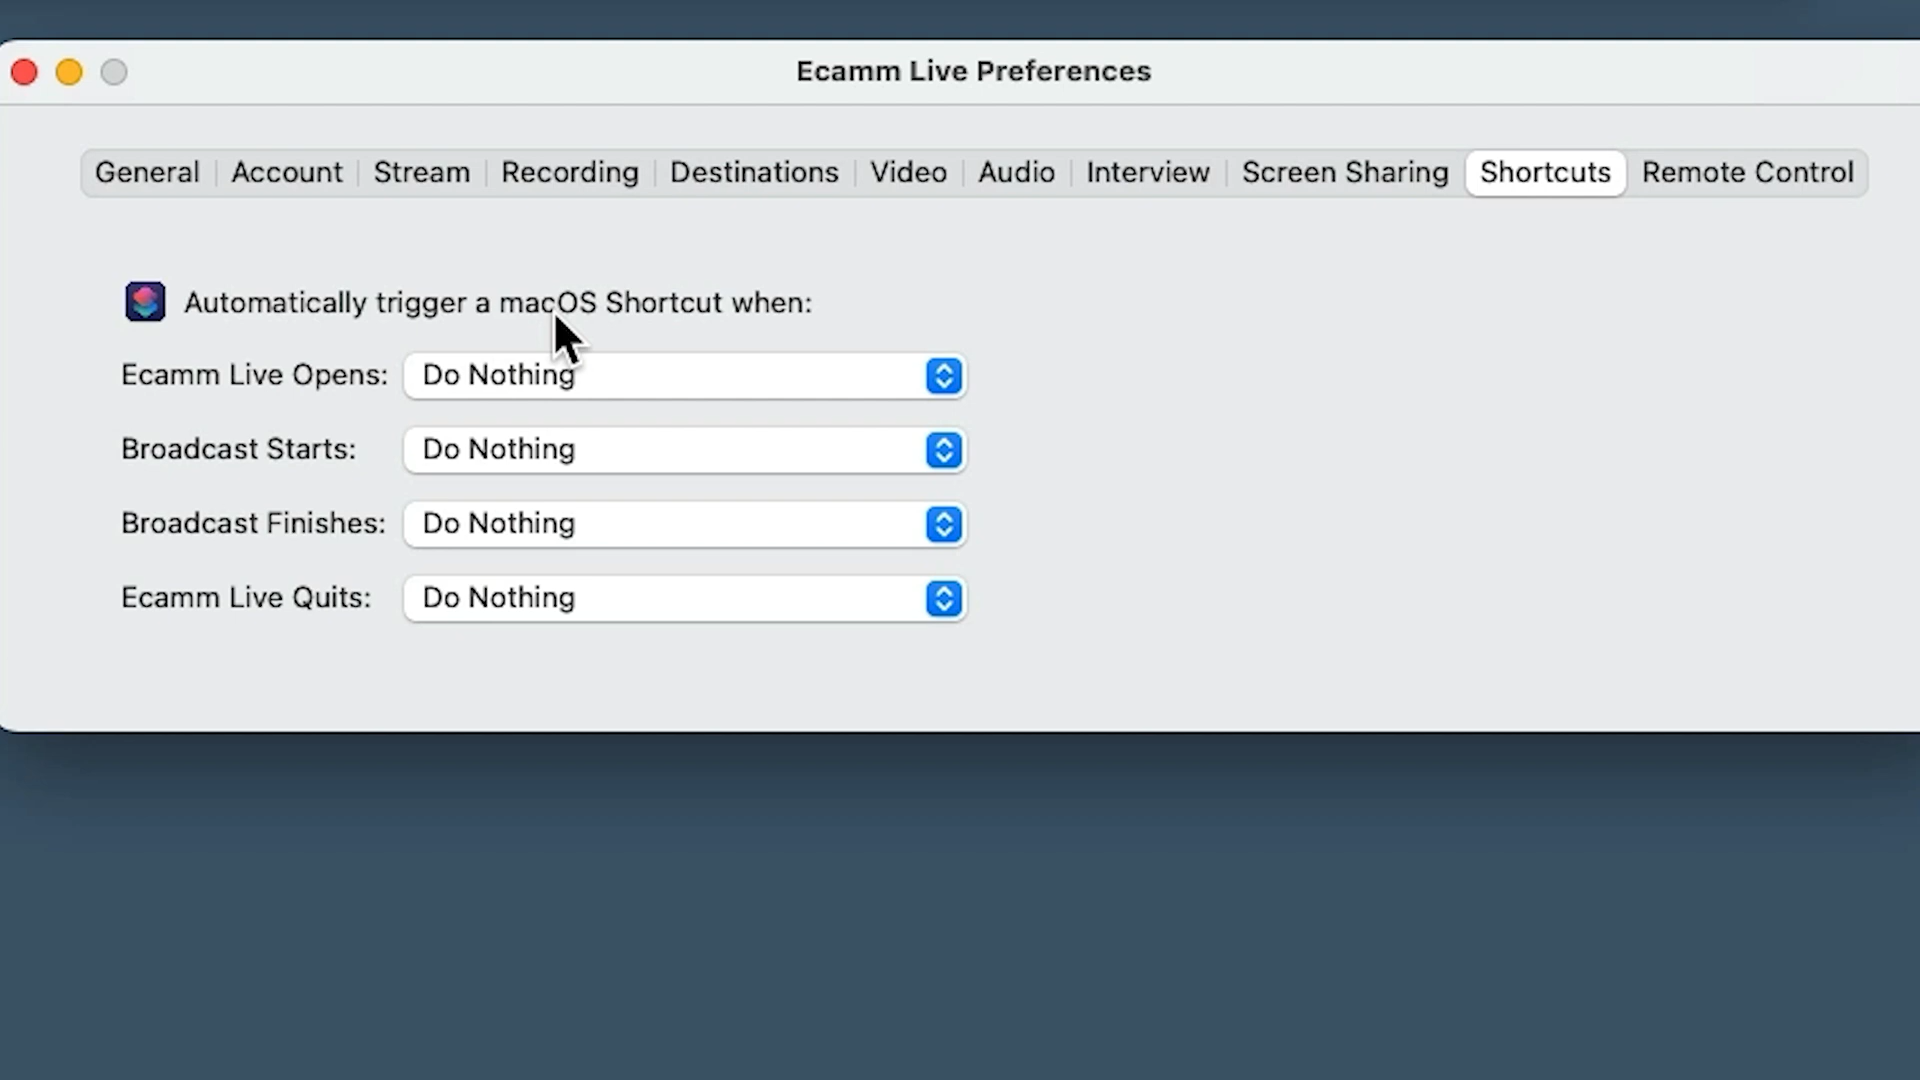 Ecamm Live Preferences
General Account Stream Recording Destinations Video Audio Interview Screen Sharing Shortcuts Remote Control
Automatically trigger a macOS Shortcut when:
Ecamm Live Opens: Do Nothing
Broadcast Starts: Do Nothing
Broadcast Finishes: Do Nothing
Ecamm Live Quits: Do Nothing